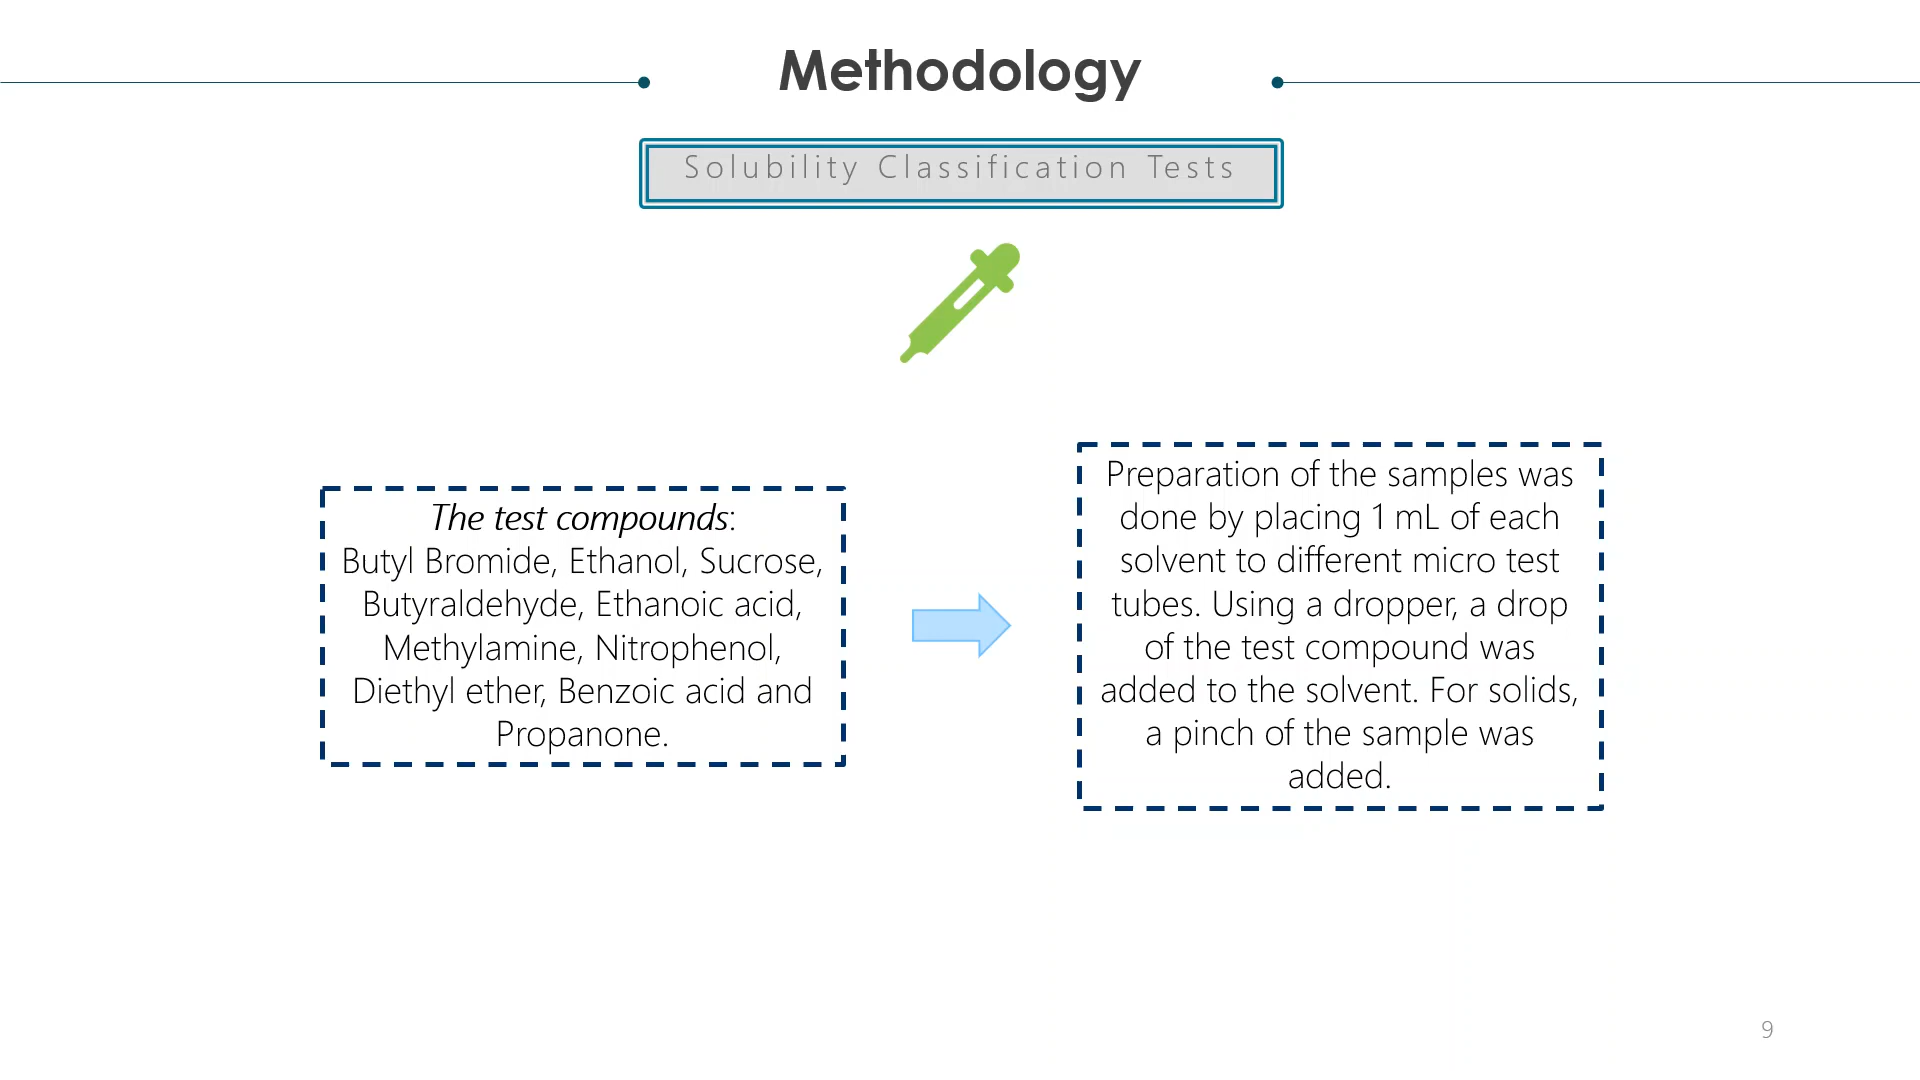 Methodology
Solubility Classification Tests
The test compounds:
Butyl Bromide, Ethanol, Sucrose,
Butyraldehyde, Ethanoic acid,
Methylamine, Nitrophenol,
Diethyl ether, Benzoic acid and
Propanone.
Preparation of the samples was
done by placing 1 mL of each
solvent to different micro test
tubes. Using a dropper, a drop
of the test compound was
added to the solvent. For solids,
a pinch of the sample was
added.
9